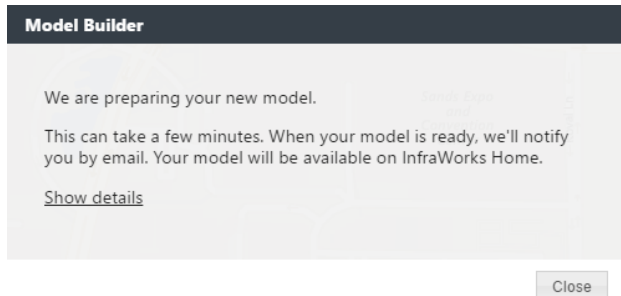 Model Builder
We are preparing your new model.
This can take a few minutes. When your model is ready, we'll notify
you by email. Your model will be available on InfraWorks Home.
Show details
Close